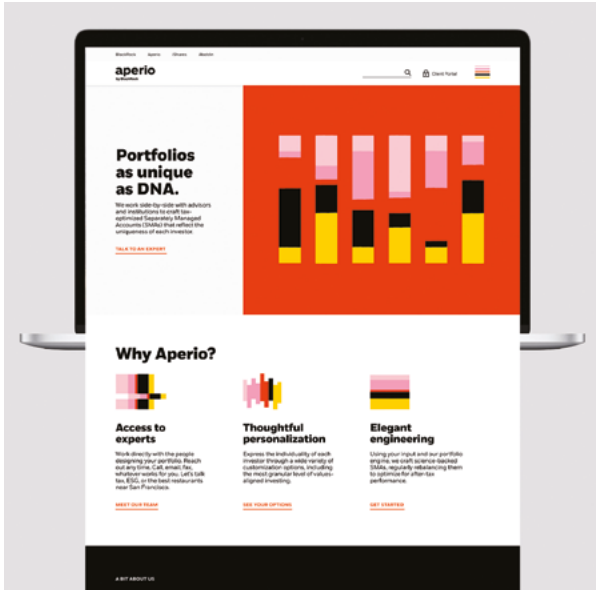 BlackRock Aperio iShares Aladdin
aperio
by BlackRock
Client Portal
Portfolios
as unique
as DNA.
We work side-by-side with advisors
and institutions to craft tax-
optimized Separately Managed
Accounts (SMAs) that reflect the
uniqueness of each investor.
TALK TO AN EXPERT
Why Aperio?
Access to
experts
Work directly with the people
designing your portfolio. Reach
out any time. Call, email, fax,
whatever works for you. Let's talk
tax, ESG, or the best restaurants
near San Francisco.
MEET OUR TEAM
Thoughtful
personalization
Express the individuality of each
investor through a wide variety of
customization options, including
the most granular level of values-
aligned investing.
SEE YOUR OPTIONS
Elegant
engineering
Using your input and our portfolio
engine, we craft science-backed
SMAs, regularly rebalancing them
to optimize for after-tax
performance.
GET STARTED
A BIT ABOUT US